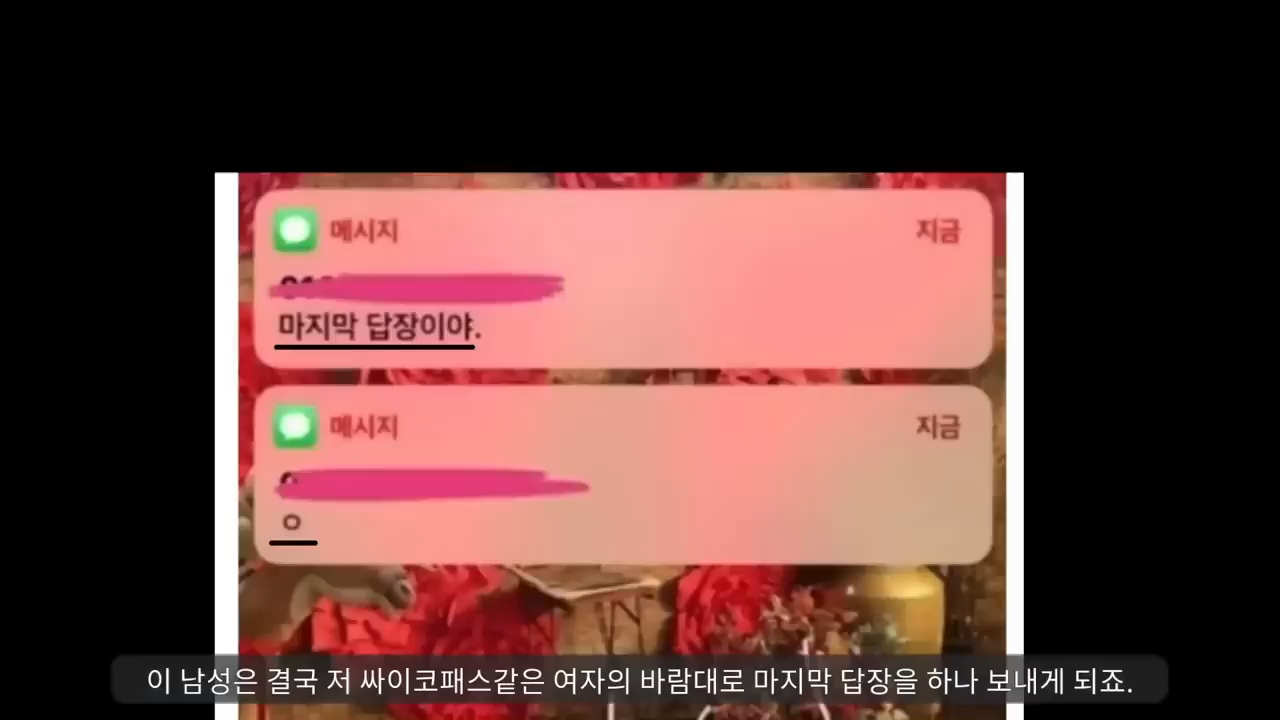 메시지
지금
마지막 답장이야.
메시지
지금
ㅇ
이 남성은 결국 저 싸이코패스같은 여자의 바람대로 마지막 답장을 하나 보내게 되죠.